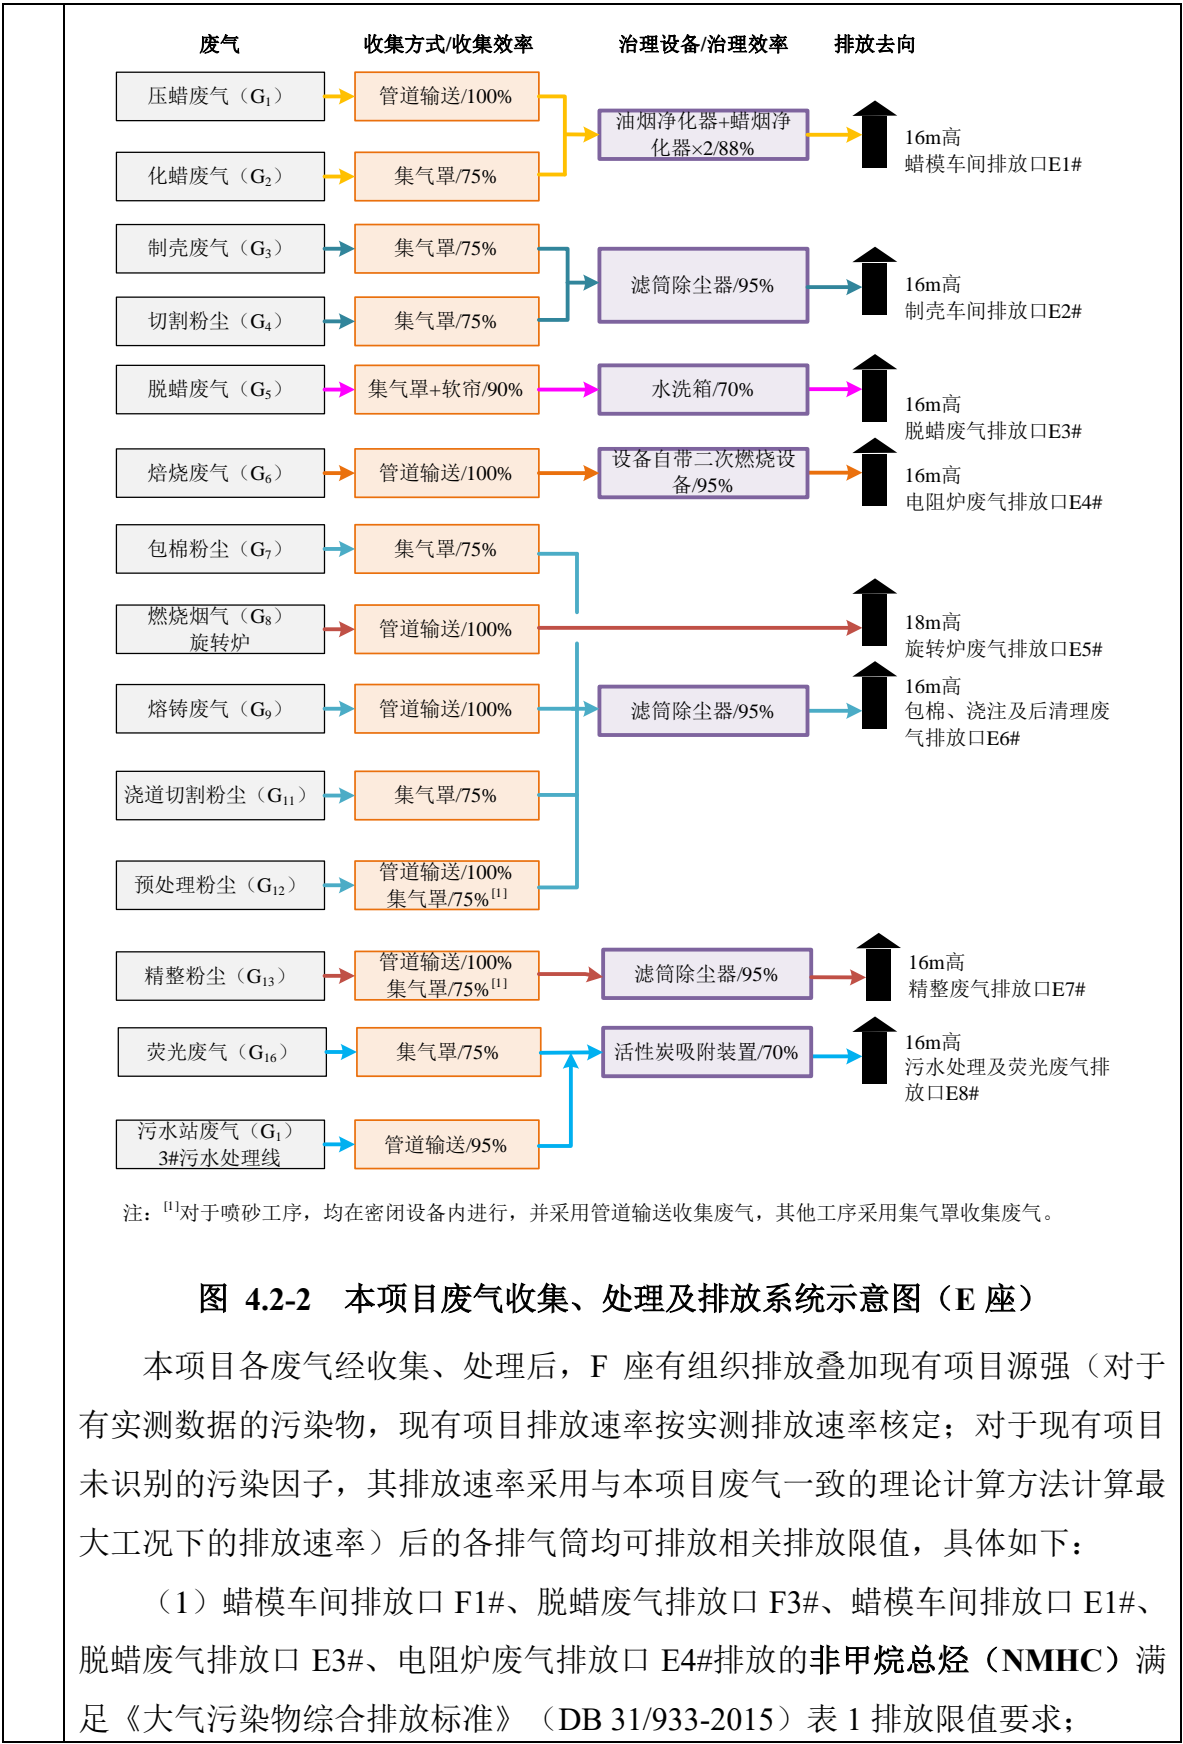 废气 收集方式/收集效率 治理设备/治理效率 排放去向
压蜡废气（G₁） 管道输送/100%
油烟净化器+蜡烟净
化器×2/88%
16m高
蜡模车间排放口E1#
化蜡废气（G₂） 集气罩/75%
制壳废气（G₃） 集气罩/75%
滤筒除尘器/95%
16m高
制壳车间排放口E2#
切割粉尘（G₄） 集气罩/75%
脱蜡废气（G₅） 集气罩+软帘/90% 水洗箱/70%
16m高
脱蜡废气排放口E3#
焙烧废气（G₆） 管道输送/100%
设备自带二次燃烧设
备/95%
16m高
电阻炉废气排放口E4#
包棉粉尘（G₇） 集气罩/75%
燃烧烟气（G₈）
旋转炉
管道输送/100%
18m高
旋转炉废气排放口E5#
熔铸废气（G₉） 管道输送/100% 滤筒除尘器/95%
16m高
包棉、浇注及后清理废
气排放口E6#
浇道切割粉尘（G₁₁） 集气罩/75%
预处理粉尘（G₁₂）
管道输送/100%
集气罩/75%[1]
精整粉尘（G₁₃）
管道输送/100%
集气罩/75%[1]
滤筒除尘器/95%
16m高
精整废气排放口E7#
荧光废气（G₁₆） 集气罩/75% 活性炭吸附装置/70%
16m高
污水处理及荧光废气排
放口E8#
污水站废气（G₁）
3#污水处理线
管道输送/95%
注：[1]对于喷砂工序，均在密闭设备内进行，并采用管道输送收集废气，其他工序采用集气罩收集废气。
图 4.2-2 本项目废气收集、处理及排放系统示意图（E 座）
本项目各废气经收集、处理后，F 座有组织排放叠加现有项目源强（对于
有实测数据的污染物，现有项目排放速率按实测排放速率核定；对于现有项目
未识别的污染因子，其排放速率采用与本项目废气一致的理论计算方法计算最
大工况下的排放速率）后的各排气筒均可排放相关排放限值，具体如下：
（1）蜡模车间排放口 F1#、脱蜡废气排放口 F3#、蜡模车间排放口 E1#、
脱蜡废气排放口 E3#、电阻炉废气排放口 E4#排放的非甲烷总烃（NMHC）满
足《大气污染物综合排放标准》（DB 31/933-2015）表 1 排放限值要求；